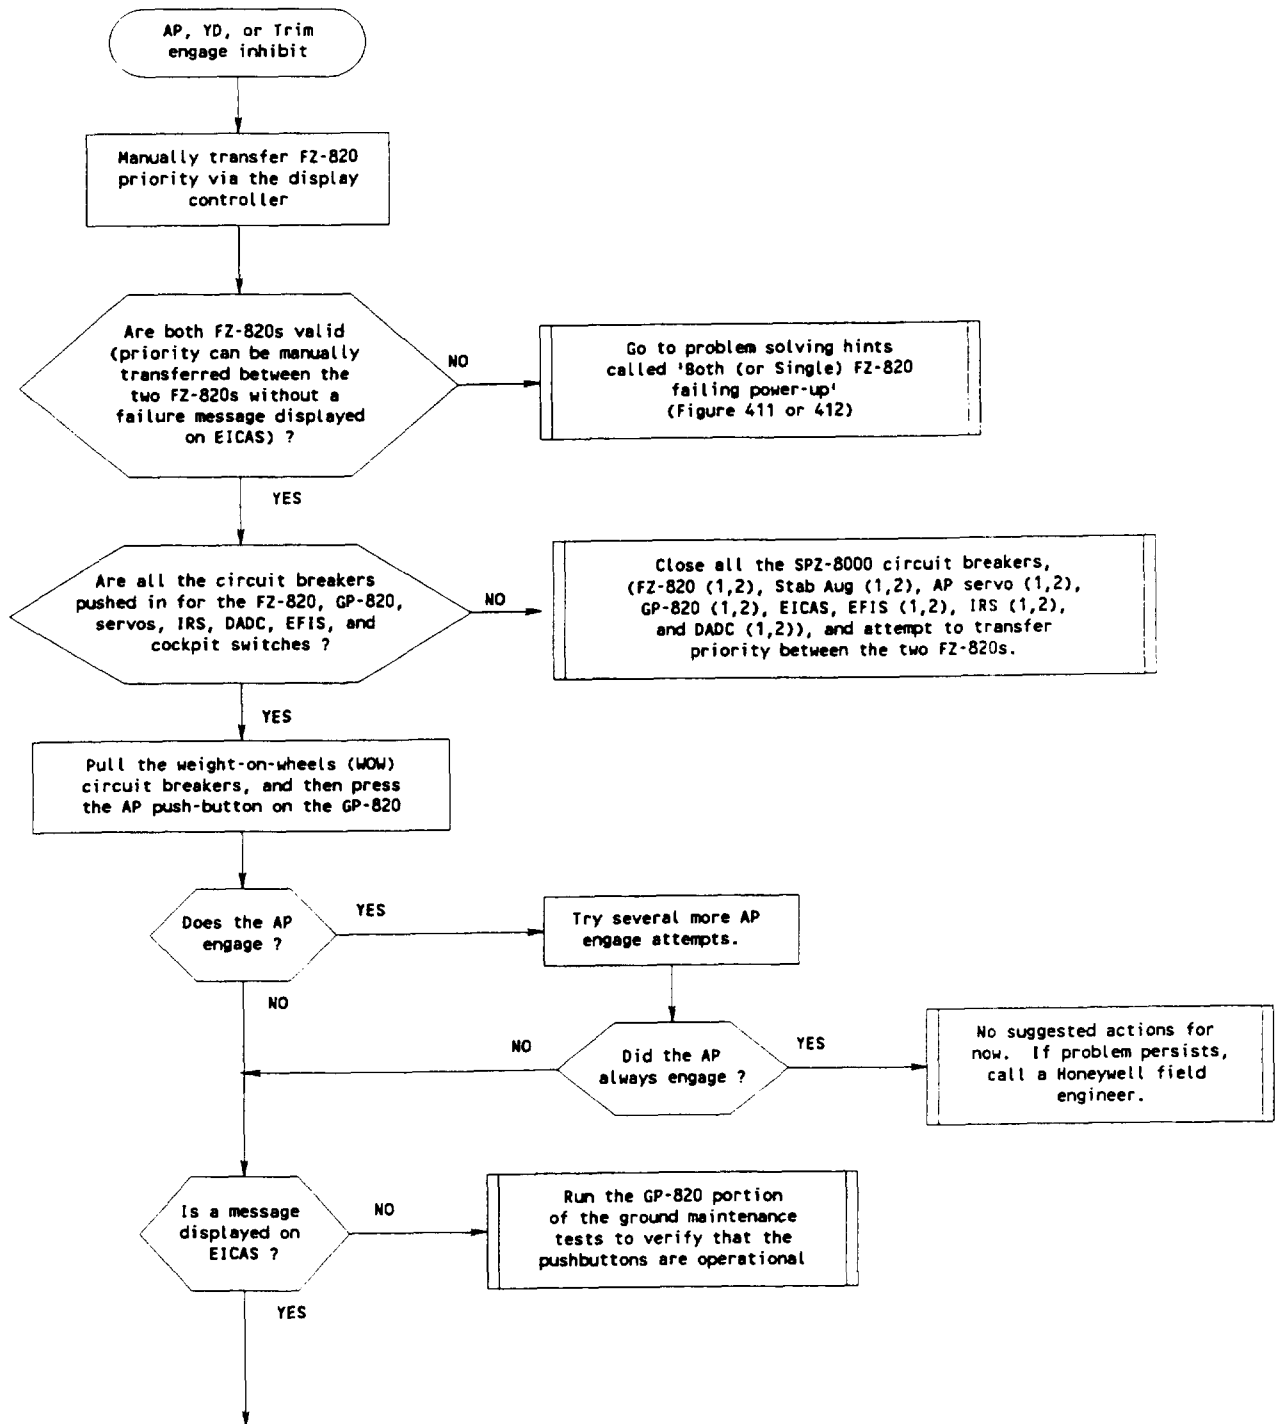 AP, YD, or Trim
engage inhibit
Manually transfer FZ-820
priority via the display
controller
Are both FZ-820s valid
(priority can be manually
transferred between the
two FZ-820s without a
failure message displayed
on EICAS) ?
NO
Go to problem solving hints
called 'Both (or Single) FZ-820
failing power-up'
(Figure 411 or 412)
YES
Are all the circuit breakers
pushed in for the FZ-820, GP-820,
servos, IRS, DADC, EFIS, and
cockpit switches ?
NO
Close all the SPZ-8000 circuit breakers,
(FZ-820 (1,2), Stab Aug (1,2), AP servo (1,2),
GP-820 (1,2), EICAS, EFIS (1,2), IRS (1,2),
and DADC (1,2)), and attempt to transfer
priority between the two FZ-820s.
YES
Pull the weight-on-wheels (WOW)
circuit breakers, and then press
the AP push-button on the GP-820
Does the AP
engage ?
YES
Try several more AP
engage attempts.
NO
Did the AP
always engage ?
NO
YES
No suggested actions for
now. If problem persists,
call a Honeywell field
engineer.
Is a message
displayed on
EICAS ?
NO
Run the GP-820 portion
of the ground maintenance
tests to verify that the
pushbuttons are operational
YES